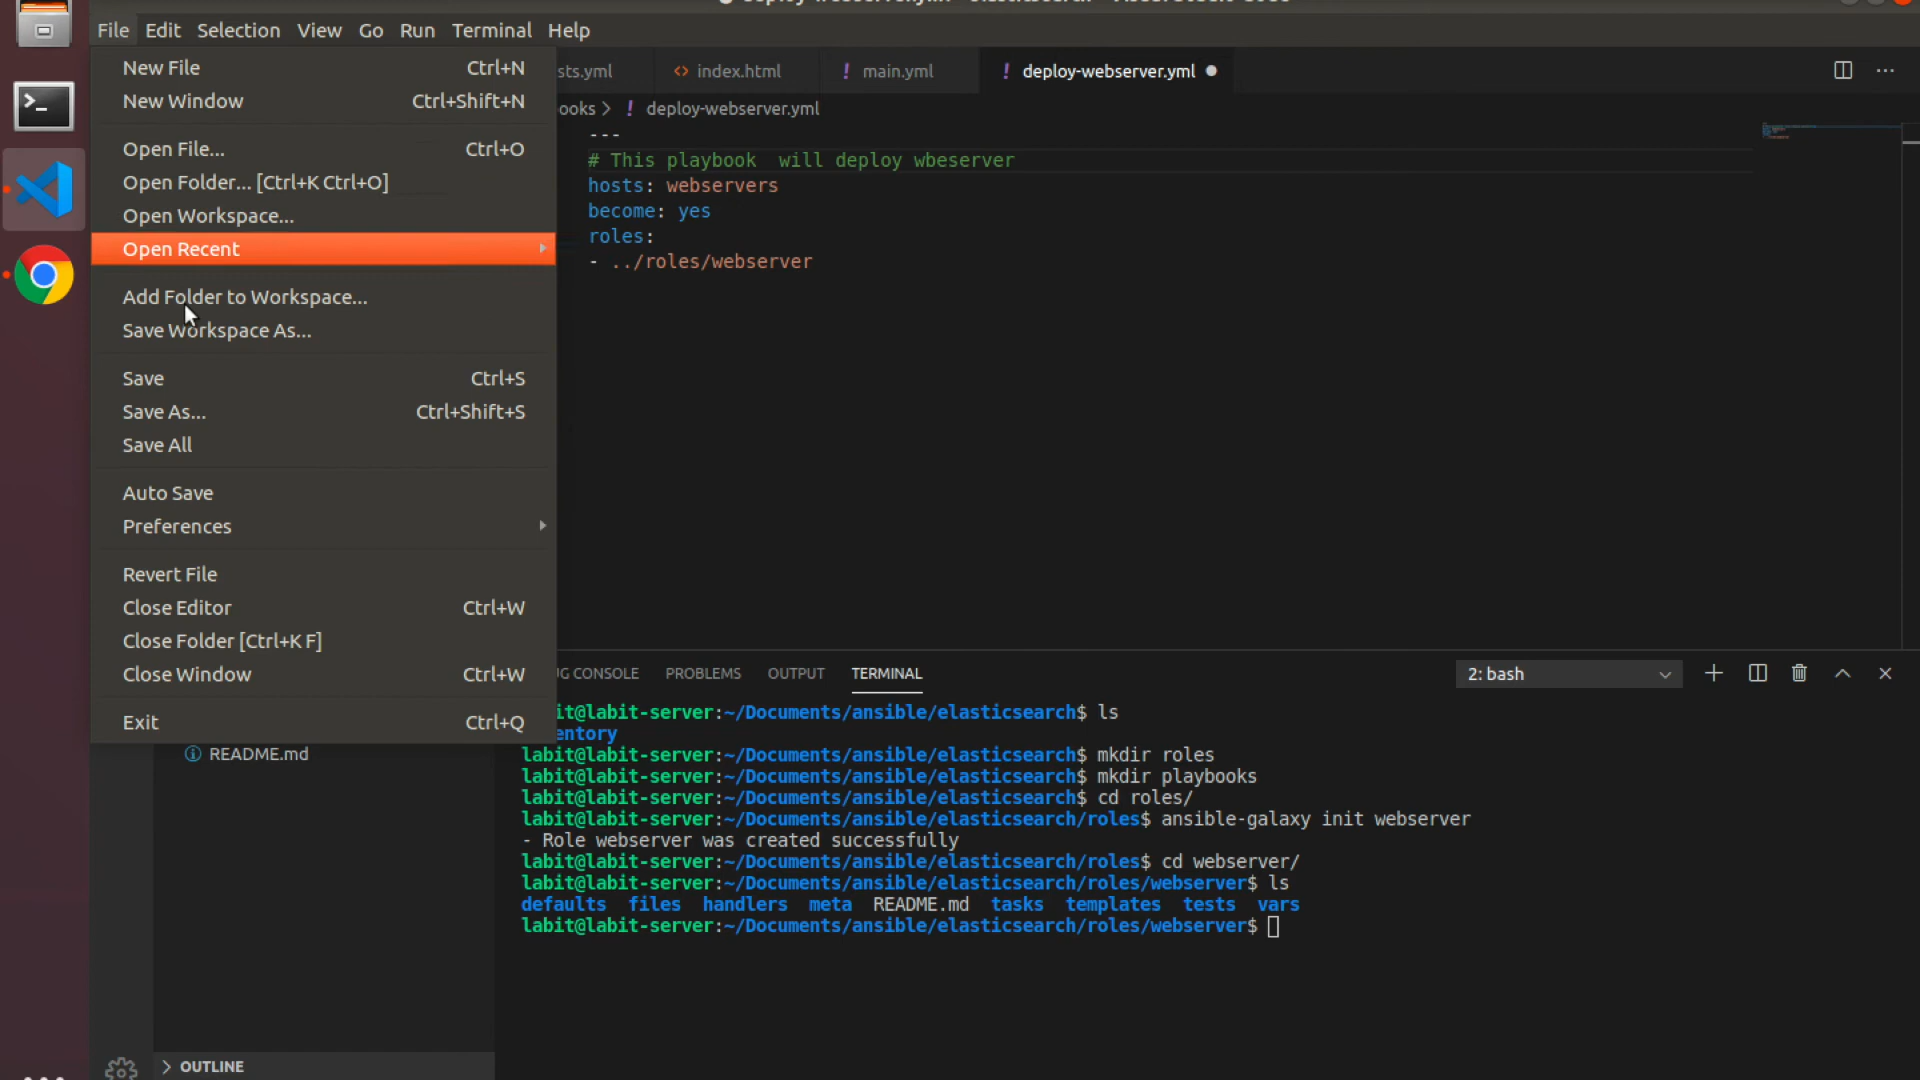 File Edit Selection View Go Run Terminal Help
New File Ctrl+N
New Window Ctrl+Shift+N
Open File... Ctrl+O
Open Folder... [Ctrl+K Ctrl+O]
Open Workspace...
Open Recent
Add Folder to Workspace...
Save Workspace As...
Save Ctrl+S
Save As... Ctrl+Shift+S
Save All
Auto Save
Preferences
Revert File
Close Editor Ctrl+W
Close Folder [Ctrl+K F]
Close Window Ctrl+W
Exit Ctrl+Q
README.md
OUTLINE
sts.yml <> index.html ! main.yml ! deploy-webserver.yml
ooks > ! deploy-webserver.yml
---
# This playbook  will deploy wbeserver
hosts: webservers
become: yes
roles:
- ../roles/webserver
UG CONSOLE PROBLEMS OUTPUT TERMINAL 2: bash
it@labit-server:~/Documents/ansible/elasticsearch$ ls
entory
labit@labit-server:~/Documents/ansible/elasticsearch$ mkdir roles
labit@labit-server:~/Documents/ansible/elasticsearch$ mkdir playbooks
labit@labit-server:~/Documents/ansible/elasticsearch$ cd roles/
labit@labit-server:~/Documents/ansible/elasticsearch/roles$ ansible-galaxy init webserver
- Role webserver was created successfully
labit@labit-server:~/Documents/ansible/elasticsearch/roles$ cd webserver/
labit@labit-server:~/Documents/ansible/elasticsearch/roles/webserver$ ls
defaults files handlers meta README.md tasks templates tests vars
labit@labit-server:~/Documents/ansible/elasticsearch/roles/webserver$